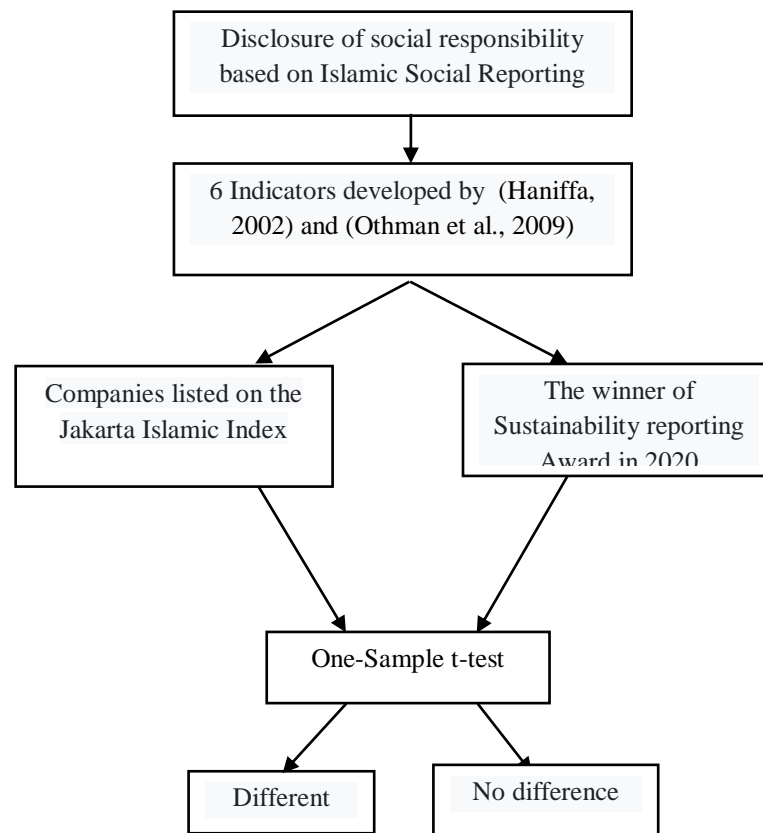 Disclosure of social responsibility
based on Islamic Social Reporting
6 Indicators developed by (Haniffa,
2002) and (Othman et al., 2009)
Companies listed on the
Jakarta Islamic Index
The winner of
Sustainability reporting
Award in 2020
One-Sample t-test
Different
No difference